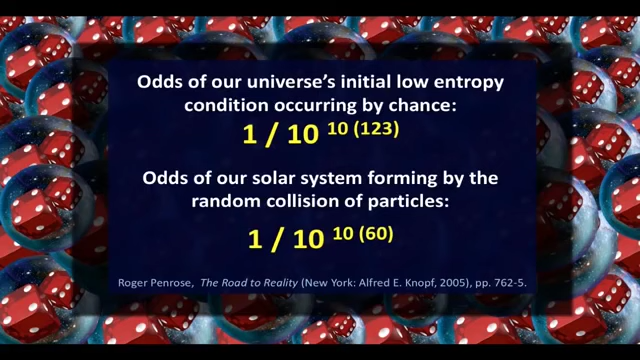 Odds of our universe's initial low entropy
condition occurring by chance:
1 / 10 10 (123)
Odds of our solar system forming by the
random collision of particles:
1 / 10 10 (60)
Roger Penrose, The Road to Reality (New York: Alfred E. Knopf, 2005), pp. 762-5.